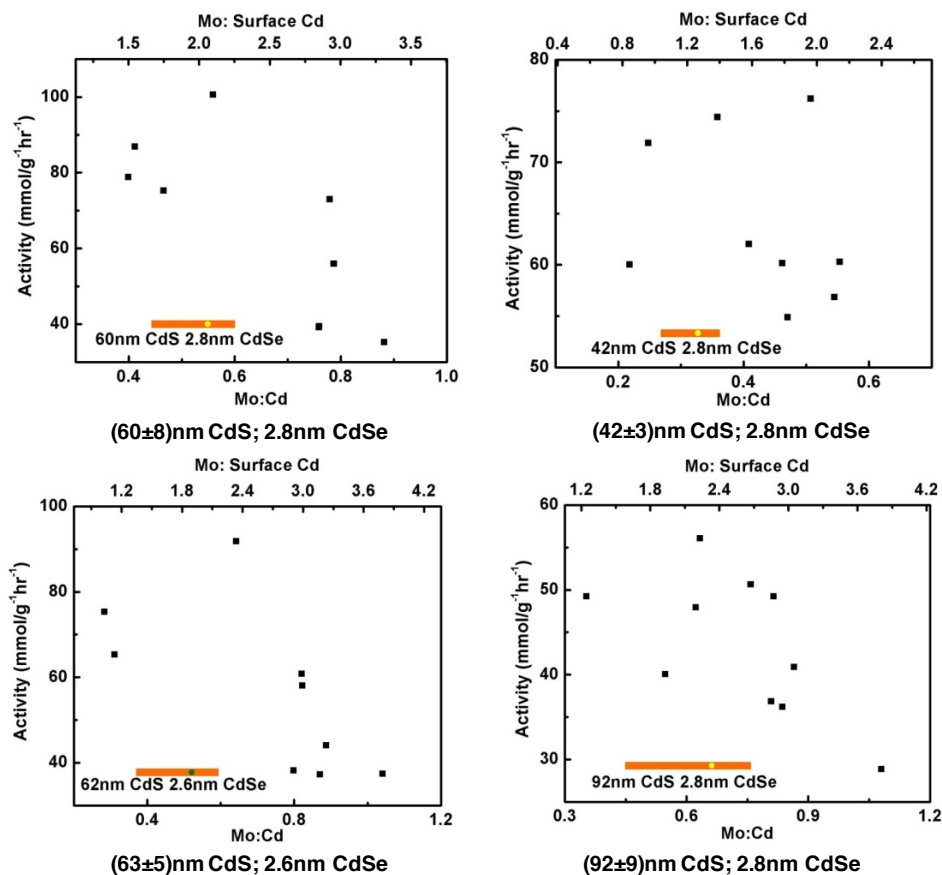 Mo: Surface Cd
1.5 2.0 2.5 3.0 3.5
Activity (mmol/g⁻¹hr⁻¹)
100
80
60
40
60nm CdS 2.8nm CdSe
0.4 0.6 0.8 1.0
Mo:Cd
(60±8)nm CdS; 2.8nm CdSe
Mo: Surface Cd
0.4 0.8 1.2 1.6 2.0 2.4
Activity (mmol/g⁻¹hr⁻¹)
80
70
60
50
42nm CdS 2.8nm CdSe
0.2 0.4 0.6
Mo:Cd
(42±3)nm CdS; 2.8nm CdSe
Mo: Surface Cd
1.2 1.8 2.4 3.0 3.6 4.2
Activity (mmol/g⁻¹hr⁻¹)
100
80
60
40
62nm CdS 2.6nm CdSe
0.4 0.8 1.2
Mo:Cd
(63±5)nm CdS; 2.6nm CdSe
Mo: Surface Cd
1.2 1.8 2.4 3.0 3.6 4.2
Activity (mmol/g⁻¹hr⁻¹)
60
50
40
30
92nm CdS 2.8nm CdSe
0.3 0.6 0.9 1.2
Mo:Cd
(92±9)nm CdS; 2.8nm CdSe